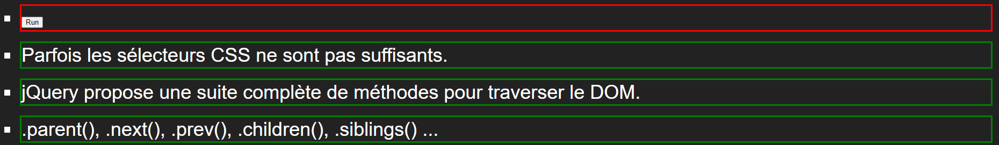 Run
Parfois les sélecteurs CSS ne sont pas suffisants.
jQuery propose une suite complète de méthodes pour traverser le DOM.
.parent(), .next(), .prev(), .children(), .siblings() ...